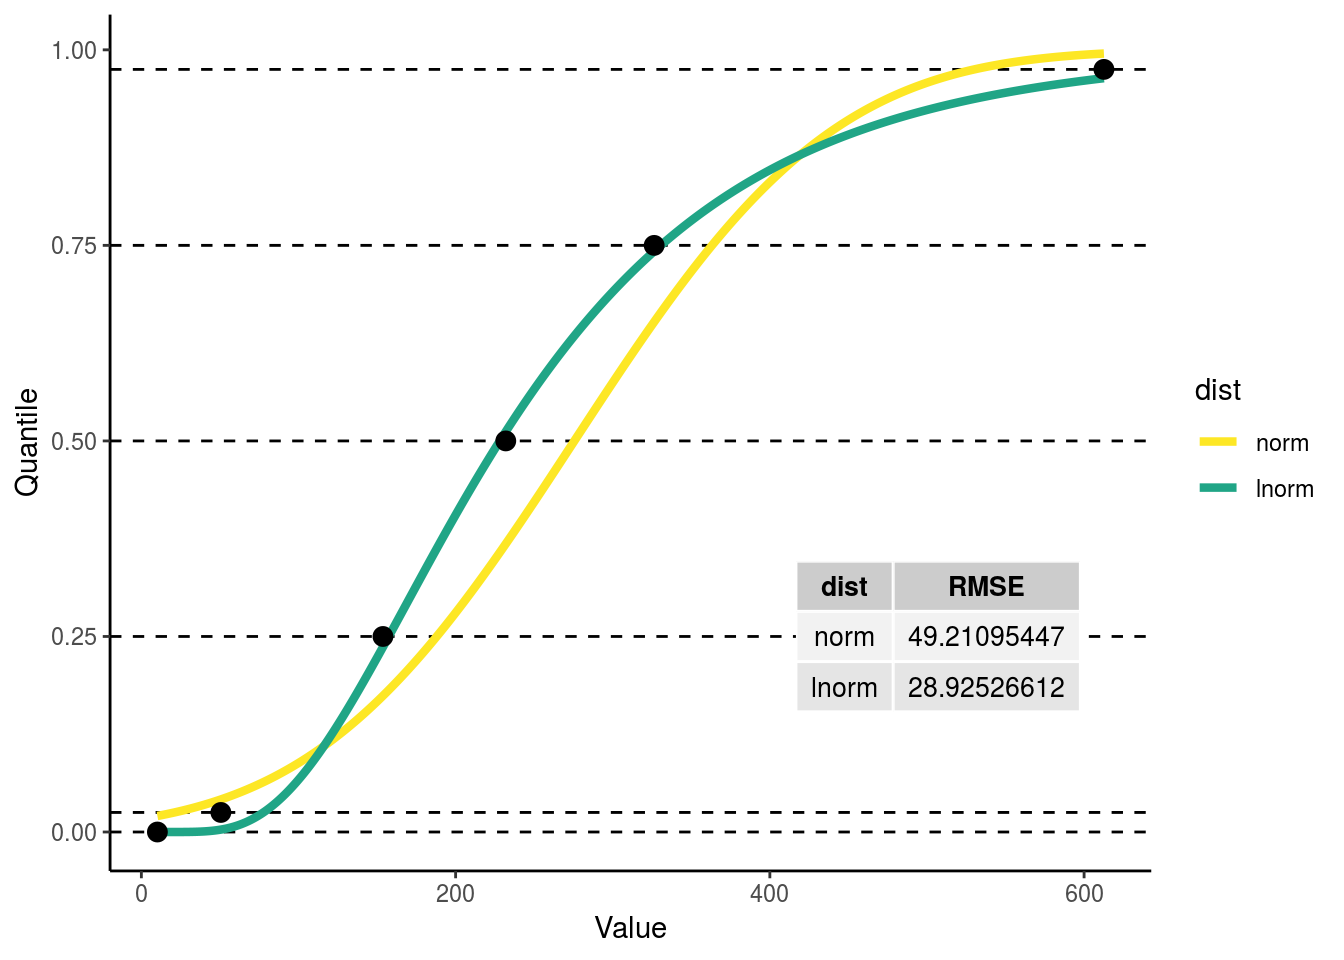 1.00
0.75
0.50
0.25
0.00
Quantile
0 200 400 600
Value
dist
norm
lnorm
dist RMSE
norm 49.21095447
lnorm 28.92526612